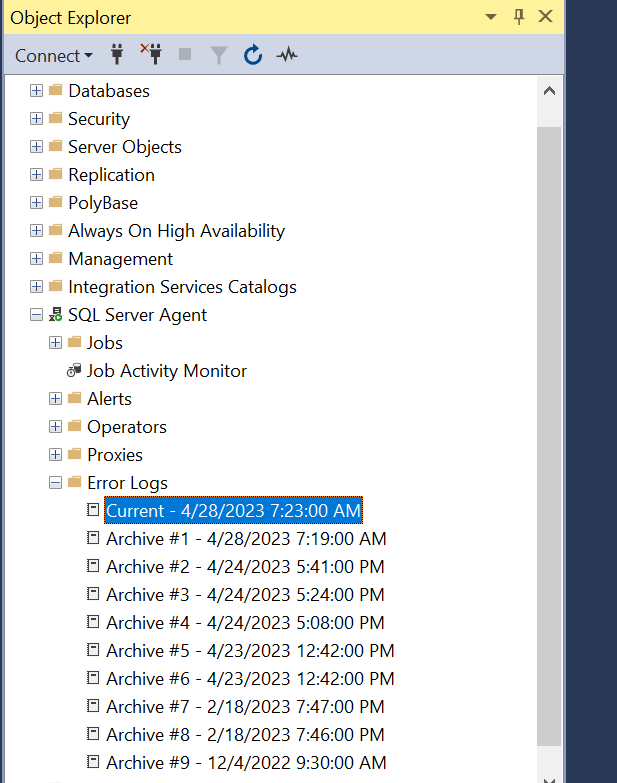 Object Explorer
Connect
Databases
Security
Server Objects
Replication
PolyBase
Always On High Availability
Management
Integration Services Catalogs
SQL Server Agent
Jobs
Job Activity Monitor
Alerts
Operators
Proxies
Error Logs
Current - 4/28/2023 7:23:00 AM
Archive #1 - 4/28/2023 7:19:00 AM
Archive #2 - 4/24/2023 5:41:00 PM
Archive #3 - 4/24/2023 5:24:00 PM
Archive #4 - 4/24/2023 5:08:00 PM
Archive #5 - 4/23/2023 12:42:00 PM
Archive #6 - 4/23/2023 12:42:00 PM
Archive #7 - 2/18/2023 7:47:00 PM
Archive #8 - 2/18/2023 7:46:00 PM
Archive #9 - 12/4/2022 9:30:00 AM